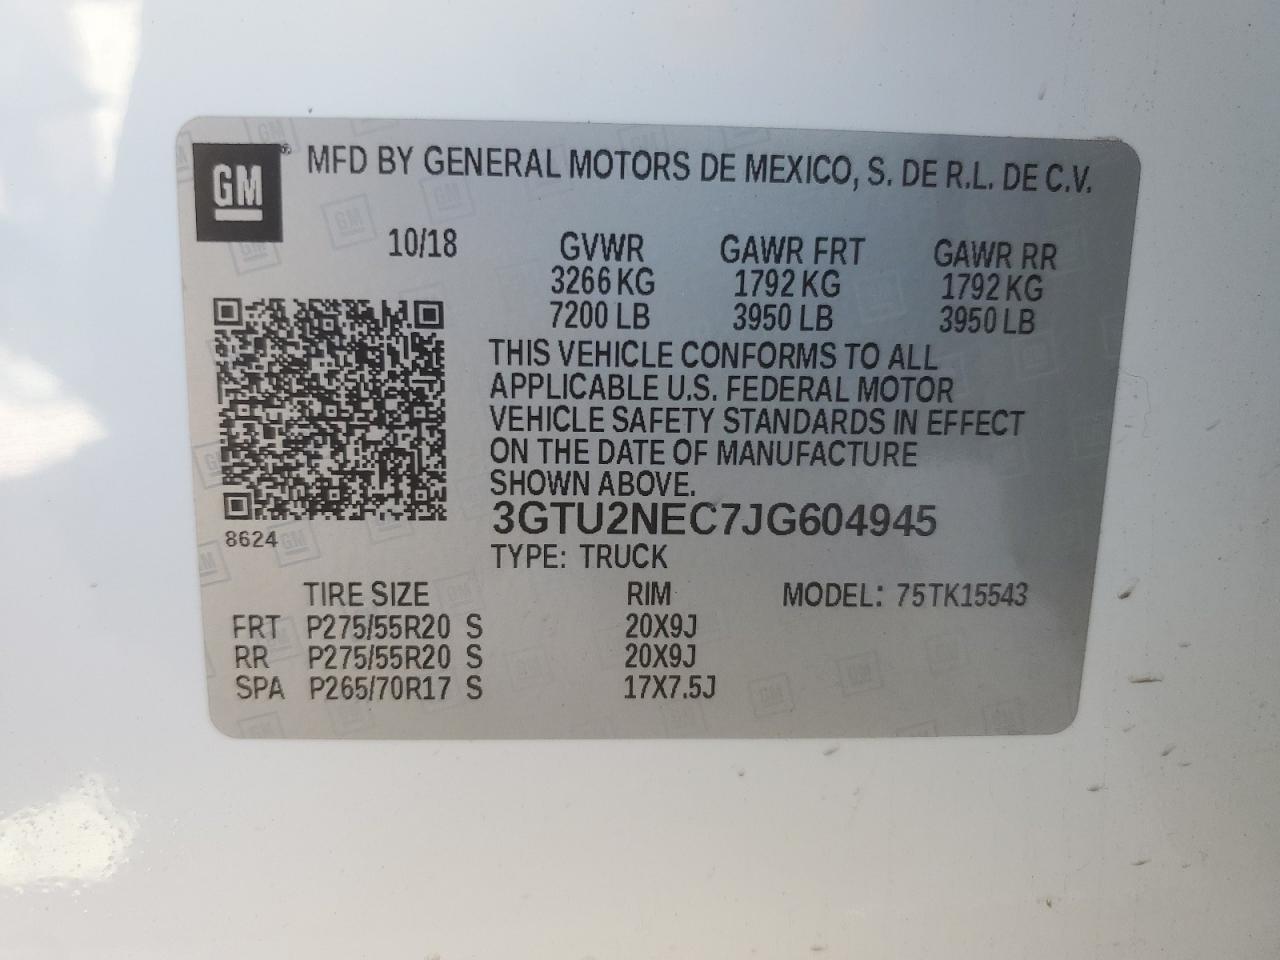 GM® MFD BY GENERAL MOTORS DE MEXICO, S. DE R.L. DE C.V.
10/18 GVWR GAWR FRT GAWR RR
3266 KG 1792 KG 1792 KG
7200 LB 3950 LB 3950 LB
THIS VEHICLE CONFORMS TO ALL
APPLICABLE U.S. FEDERAL MOTOR
VEHICLE SAFETY STANDARDS IN EFFECT
ON THE DATE OF MANUFACTURE
SHOWN ABOVE.
3GTU2NEC7JG604945
8624
TYPE: TRUCK
TIRE SIZE RIM MODEL: 75TK15543
FRT P275/55R20 S 20X9J
RR P275/55R20 S 20X9J
SPA P265/70R17 S 17X7.5J